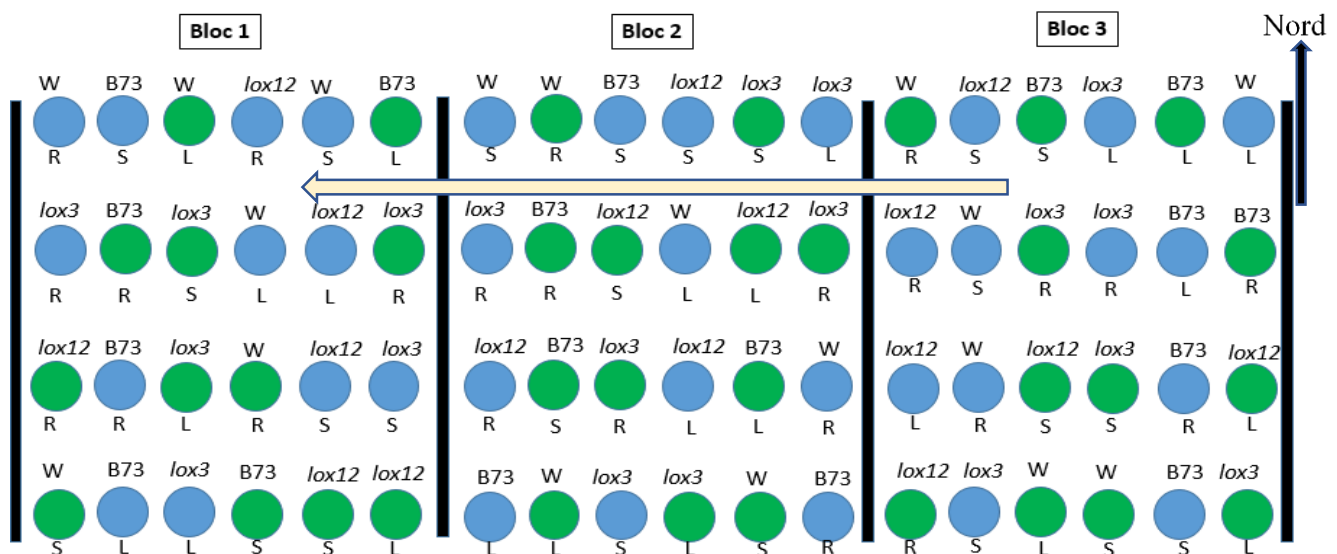 Bloc 1 Bloc 2 Bloc 3 Nord
W B73 W lox12 W B73 W W B73 lox12 lox3 lox3 W lox12 B73 lox3 B73 W
R S L R S L S R S S S L R S S L L L
lox3 B73 lox3 W lox12 lox3 lox3 B73 lox12 W lox12 lox3 lox12 W lox3 lox3 B73 B73
R R S L L R R R S L L R R S R R L R
lox12 B73 lox3 W lox12 lox3 lox12 B73 lox3 lox12 B73 W lox12 W lox12 lox3 B73 lox12
R R L R S S R S R L L R L R S S R L
W B73 lox3 B73 lox12 lox12 B73 W lox3 lox3 W B73 lox12 lox3 W W B73 lox3
S L L S S L L L S L S R R S L S S L